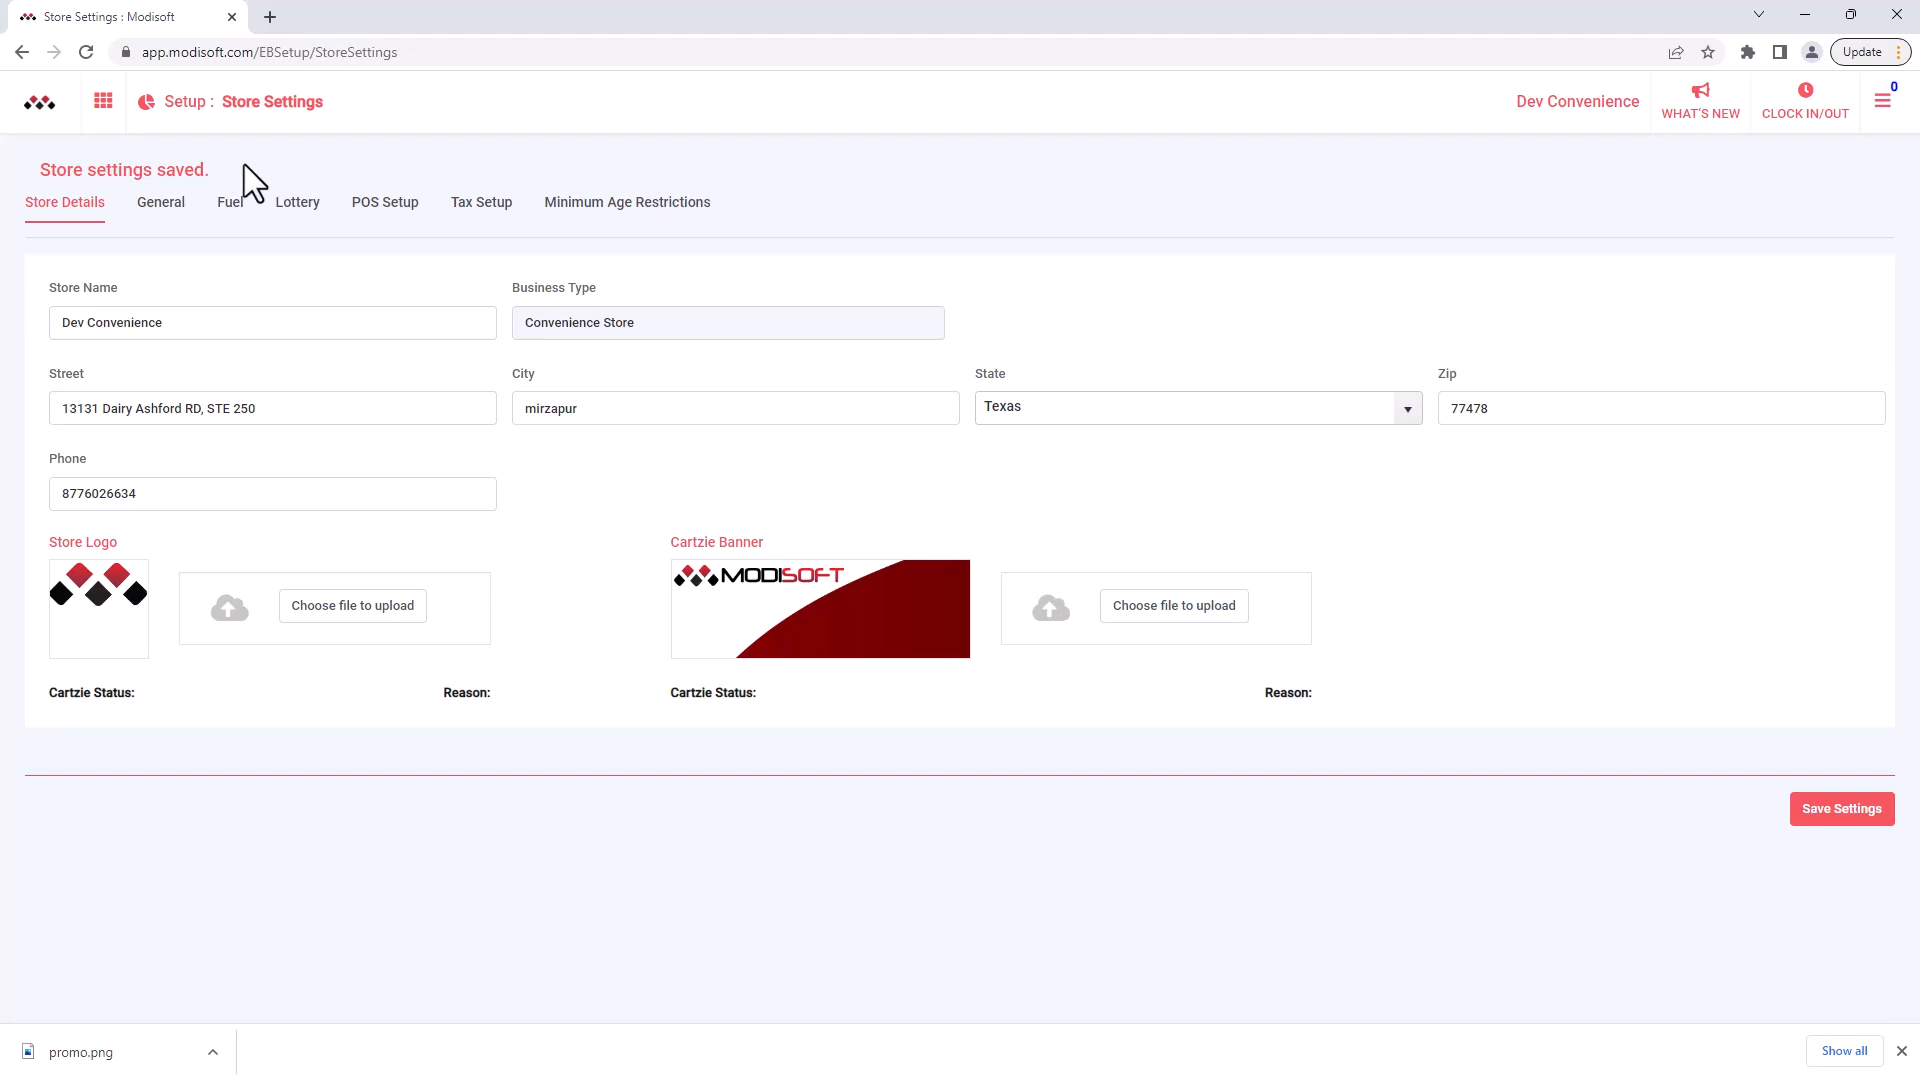 Store Settings : Modisoft
app.modisoft.com/EBSetup/StoreSettings
Update
Setup : Store Settings
Dev Convenience
WHAT'S NEW
CLOCK IN/OUT
0
Store settings saved.
Store Details General Fuel Lottery POS Setup Tax Setup Minimum Age Restrictions
Store Name Business Type
Dev Convenience Convenience Store
Street City State Zip
13131 Dairy Ashford RD, STE 250 mirzapur Texas 77478
Phone
8776026634
Store Logo Cartzie Banner
MODISOFT
Choose file to upload Choose file to upload
Cartzie Status: Reason: Cartzie Status: Reason:
Save Settings
promo.png Show all